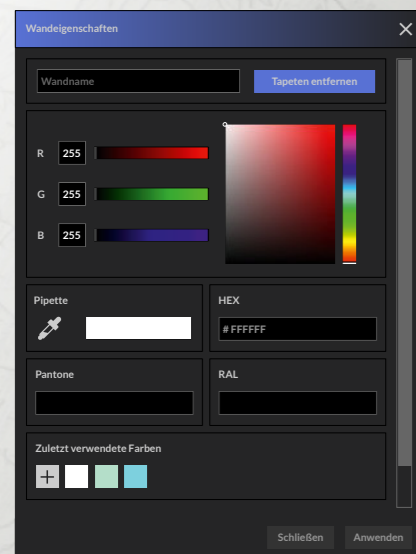 Wandeigenschaften
Wandname
Tapeten entfernen
R 255
G 255
B 255
Pipette
HEX
# FFFFFF
Pantone
RAL
Zuletzt verwendete Farben
Schließen
Anwenden